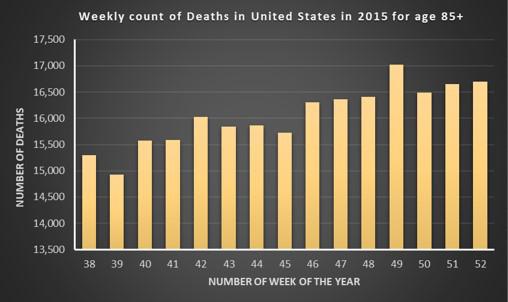 Weekly count of Deaths in United States in 2015 for age 85+
17,500
17,000
16,500
16,000
15,500
15,000
14,500
14,000
13,500
NUMBER OF DEATHS
38 39 40 41 42 43 44 45 46 47 48 49 50 51 52
NUMBER OF WEEK OF THE YEAR